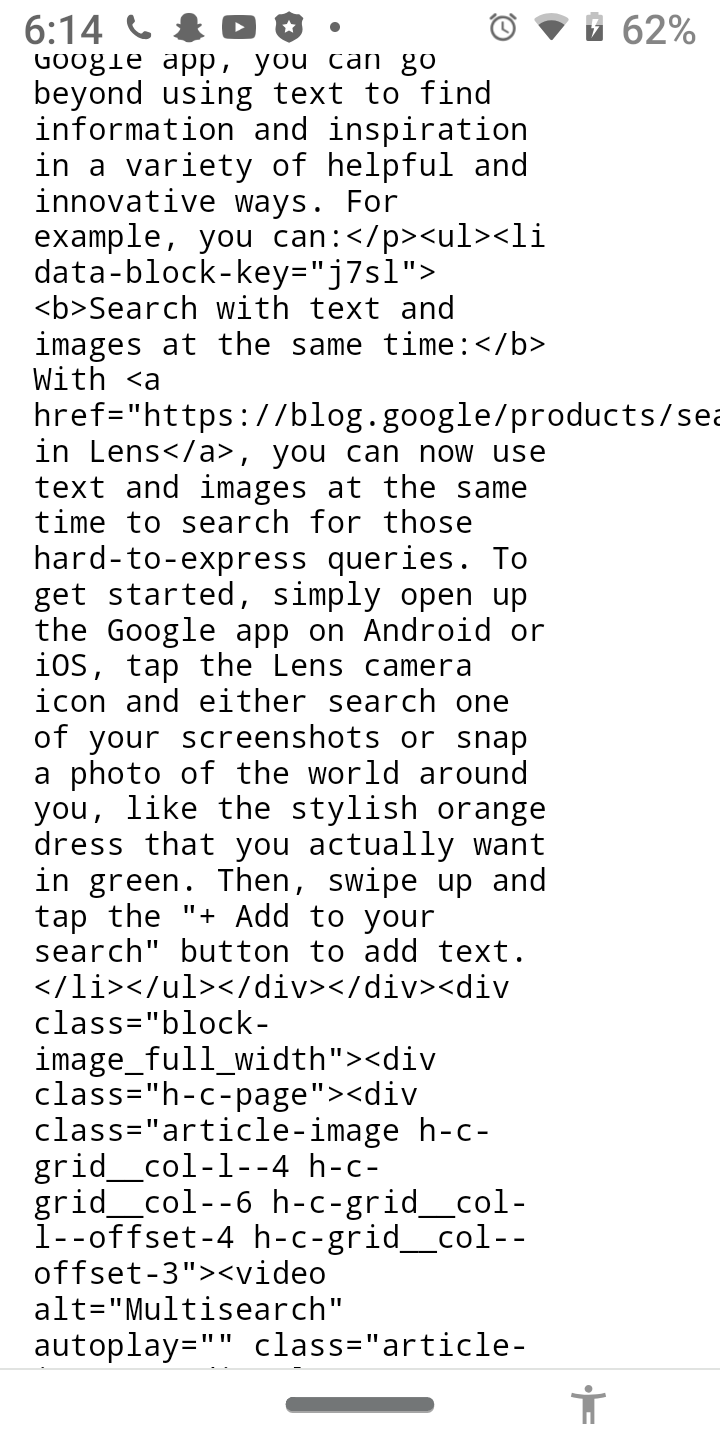 6:14 62%
Google app, you can go
beyond using text to find
information and inspiration
in a variety of helpful and
innovative ways. For
example, you can:</p><ul><li
data-block-key="j7sl">
<b>Search with text and
images at the same time:</b>
With <a
href="https://blog.google/products/sea
in Lens</a>, you can now use
text and images at the same
time to search for those
hard-to-express queries. To
get started, simply open up
the Google app on Android or
iOS, tap the Lens camera
icon and either search one
of your screenshots or snap
a photo of the world around
you, like the stylish orange
dress that you actually want
in green. Then, swipe up and
tap the "+ Add to your
search" button to add text.
</li></ul></div></div><div
class="block-
image_full_width"><div
class="h-c-page"><div
class="article-image h-c-
grid__col-l--4 h-c-
grid__col--6 h-c-grid__col-
l--offset-4 h-c-grid__col--
offset-3"><video
alt="Multisearch"
autoplay="" class="article-